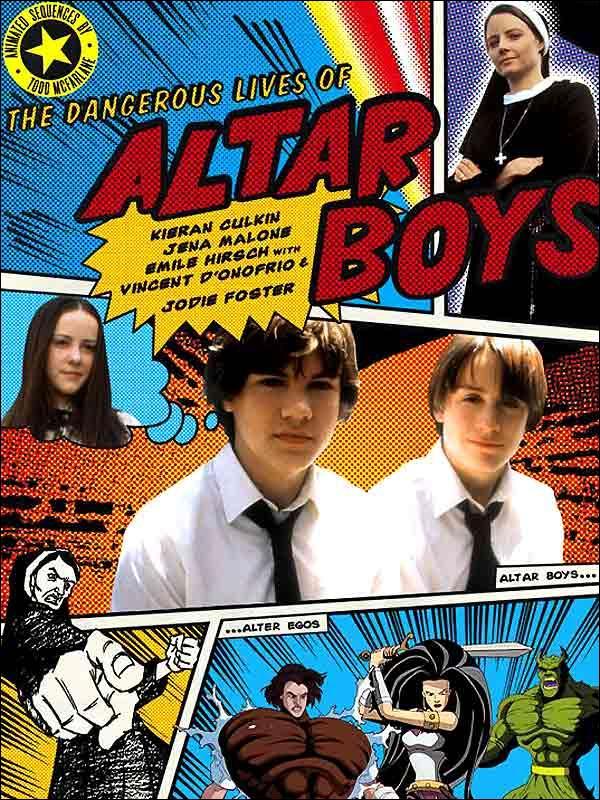 ANIMATED SEQUENCES BY
TODD MCFARLANE
THE DANGEROUS LIVES OF
ALTAR
BOYS
KIERAN CULKIN
JENA MALONE
EMILE HIRSCH WITH
VINCENT D'ONOFRIO &
JODIE FOSTER
ALTAR BOYS...
...ALTER EGOS